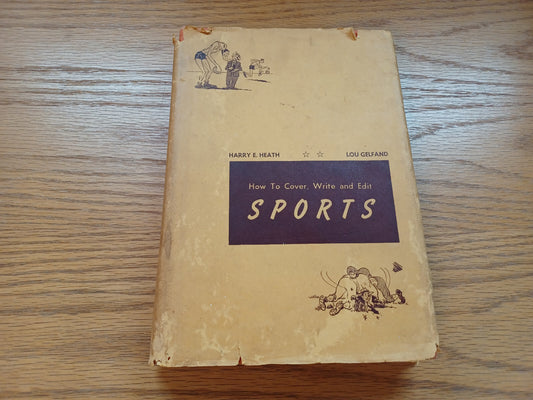 HARRY E. HEATH ☆ ☆ LOU GELFAND
How To Cover, Write and Edit
SPORTS